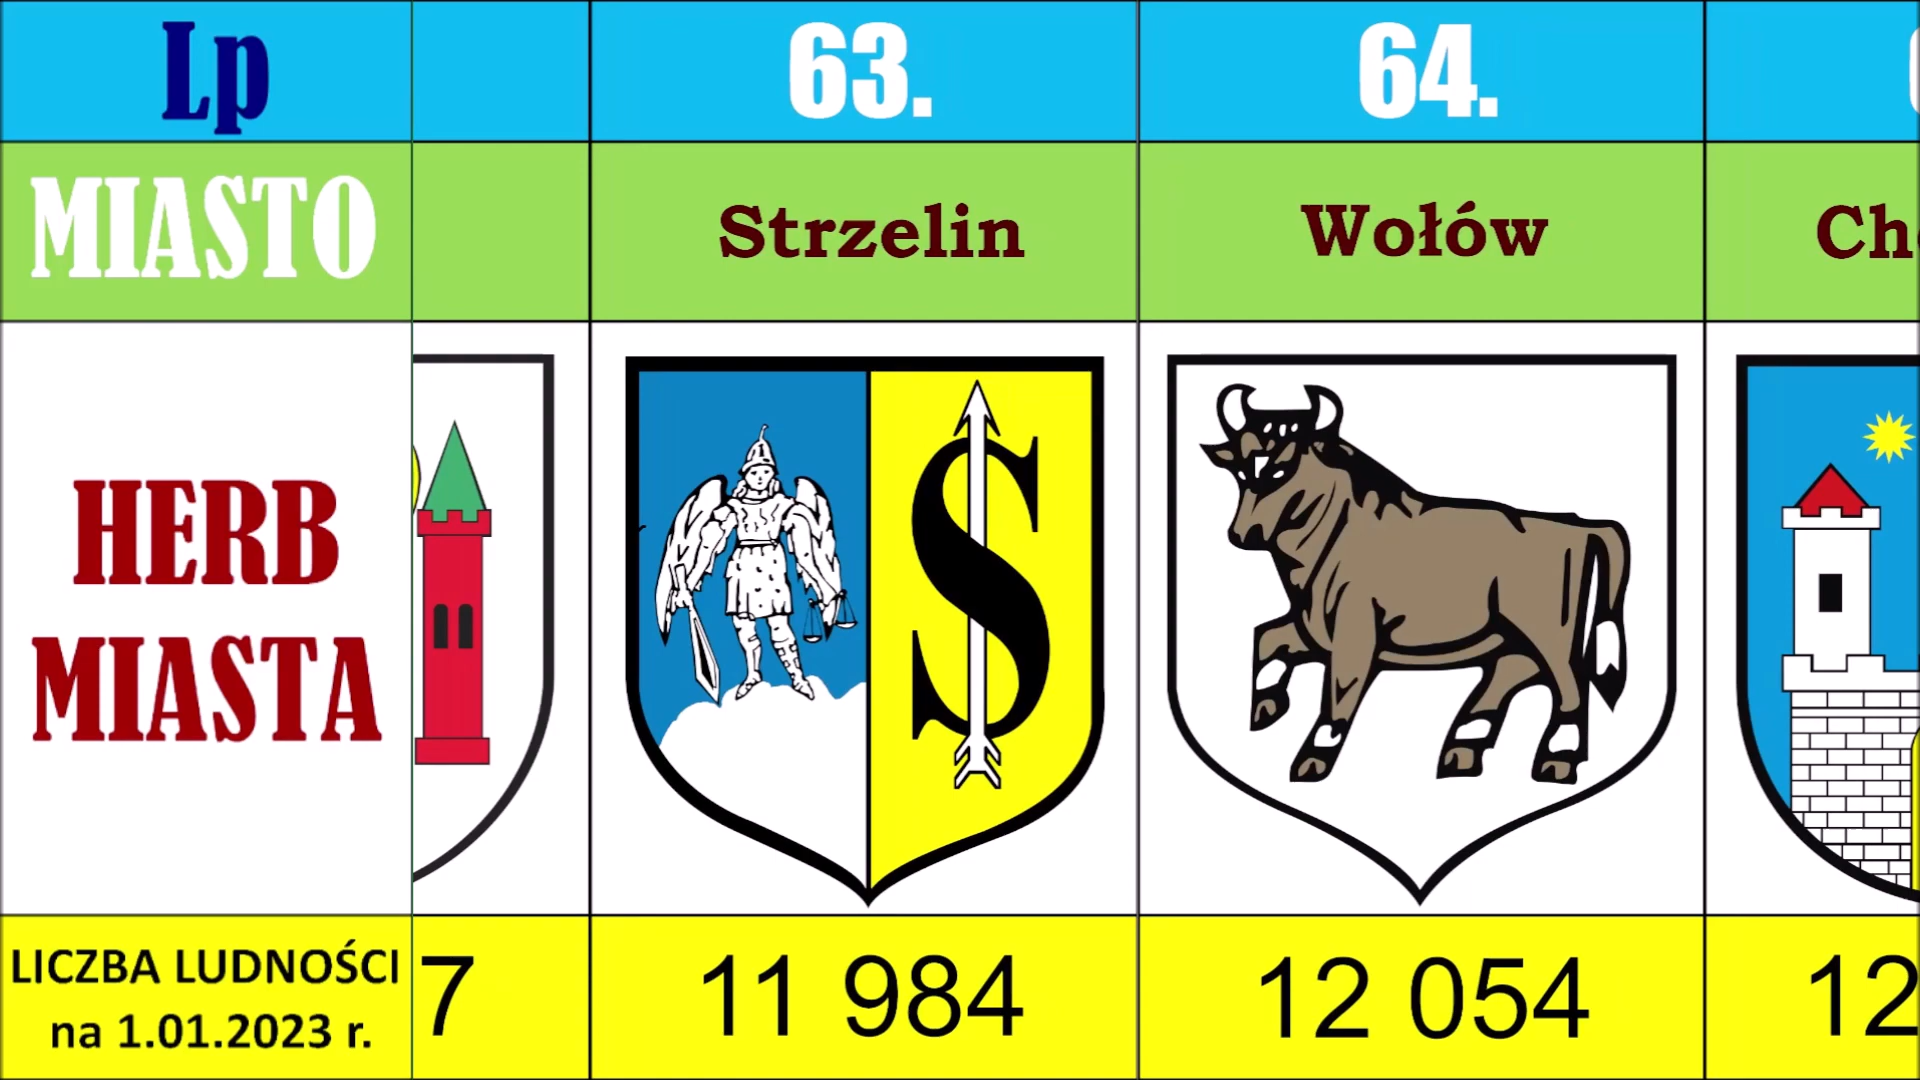 Lp
63.
64.
MIASTO
Strzelin
Wołów
HERB
MIASTA
S
LICZBA LUDNOŚCI
na 1.01.2023 r.
7
11 984
12 054